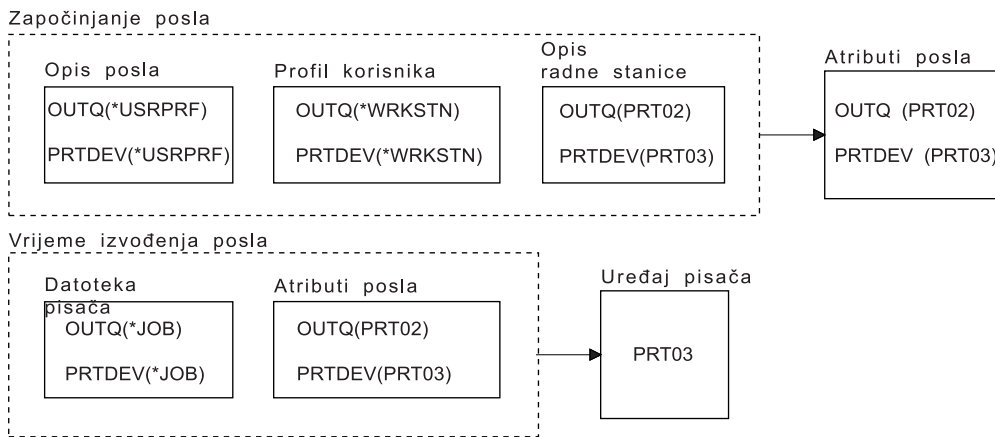 Započinjanje posla
Opis posla
OUTQ(*USRPRF)
PRTDEV(*USRPRF)
Profil korisnika
OUTQ(*WRKSTN)
PRTDEV(*WRKSTN)
Opis
radne stanice
OUTQ(PRT02)
PRTDEV(PRT03)
Atributi posla
OUTQ (PRT02)
PRTDEV (PRT03)
Vrijeme izvođenja posla
Datoteka
pisača
OUTQ(*JOB)
PRTDEV(*JOB)
Atributi posla
OUTQ(PRT02)
PRTDEV(PRT03)
Uređaj pisača
PRT03